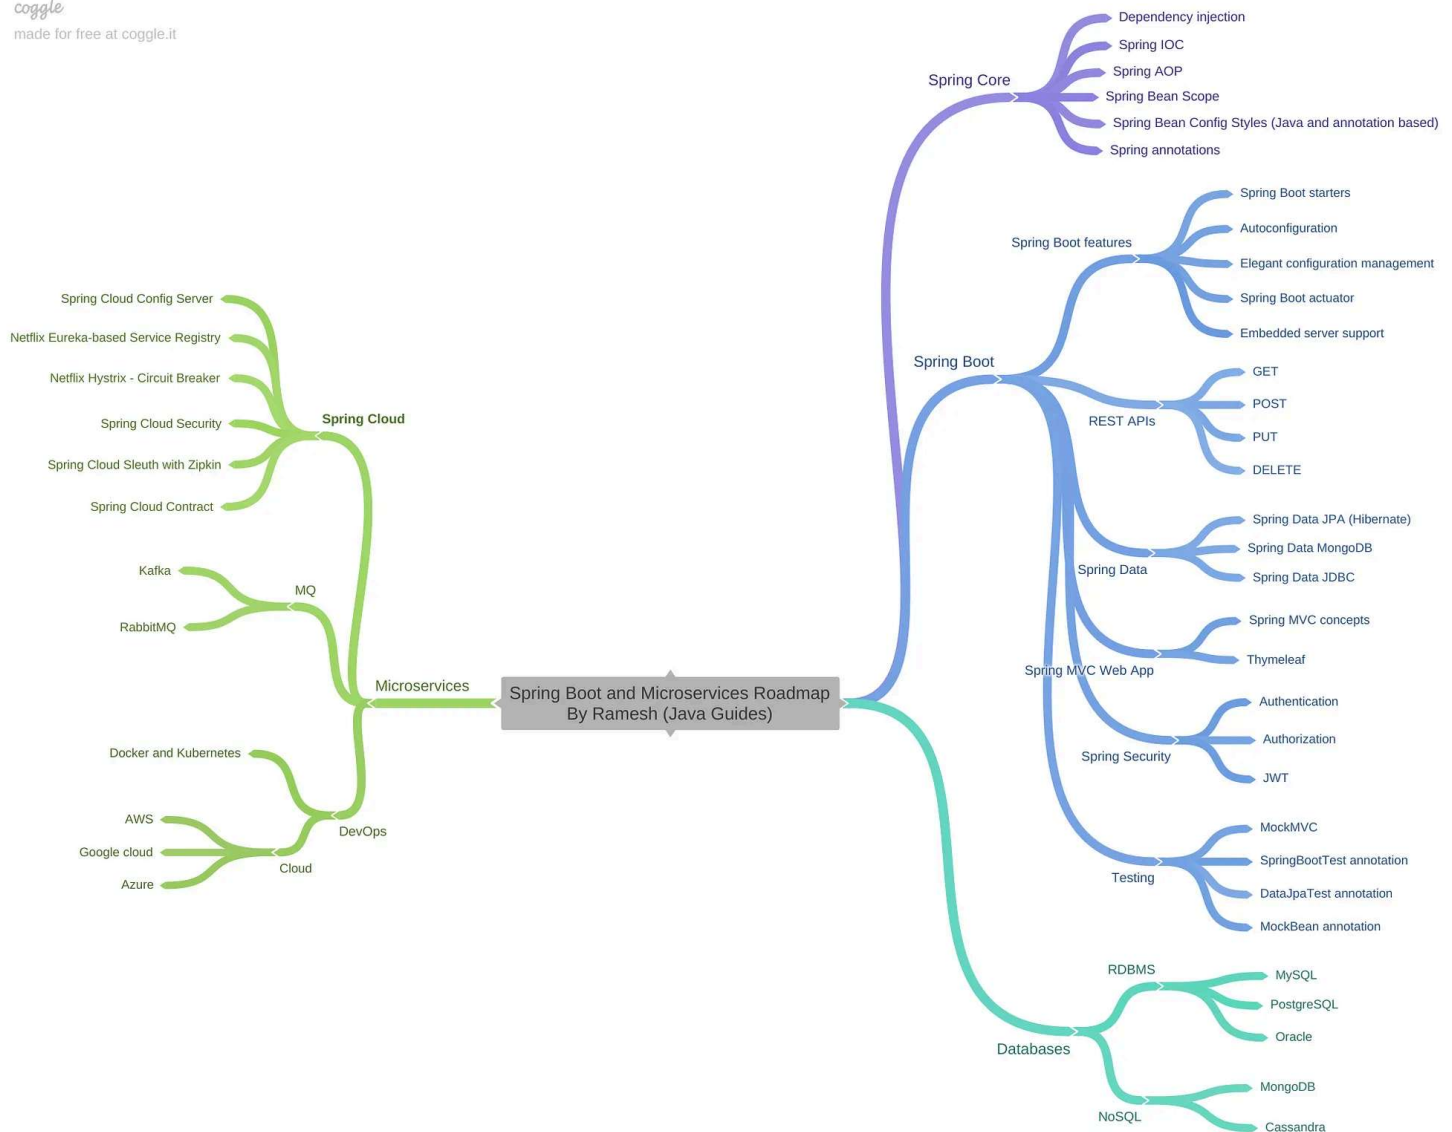 coggle
made for free at coggle.it
Spring Boot and Microservices Roadmap
By Ramesh (Java Guides)
Spring Core
Dependency injection
Spring IOC
Spring AOP
Spring Bean Scope
Spring Bean Config Styles (Java and annotation based)
Spring annotations
Spring Boot
Spring Boot features
Spring Boot starters
Autoconfiguration
Elegant configuration management
Spring Boot actuator
Embedded server support
REST APIs
GET
POST
PUT
DELETE
Spring Data
Spring Data JPA (Hibernate)
Spring Data MongoDB
Spring Data JDBC
Spring MVC Web App
Spring MVC concepts
Thymeleaf
Spring Security
Authentication
Authorization
JWT
Testing
MockMVC
SpringBootTest annotation
DataJpaTest annotation
MockBean annotation
Databases
RDBMS
MySQL
PostgreSQL
Oracle
NoSQL
MongoDB
Cassandra
Microservices
Spring Cloud
Spring Cloud Config Server
Netflix Eureka-based Service Registry
Netflix Hystrix - Circuit Breaker
Spring Cloud Security
Spring Cloud Sleuth with Zipkin
Spring Cloud Contract
MQ
Kafka
RabbitMQ
DevOps
Docker and Kubernetes
Cloud
AWS
Google cloud
Azure